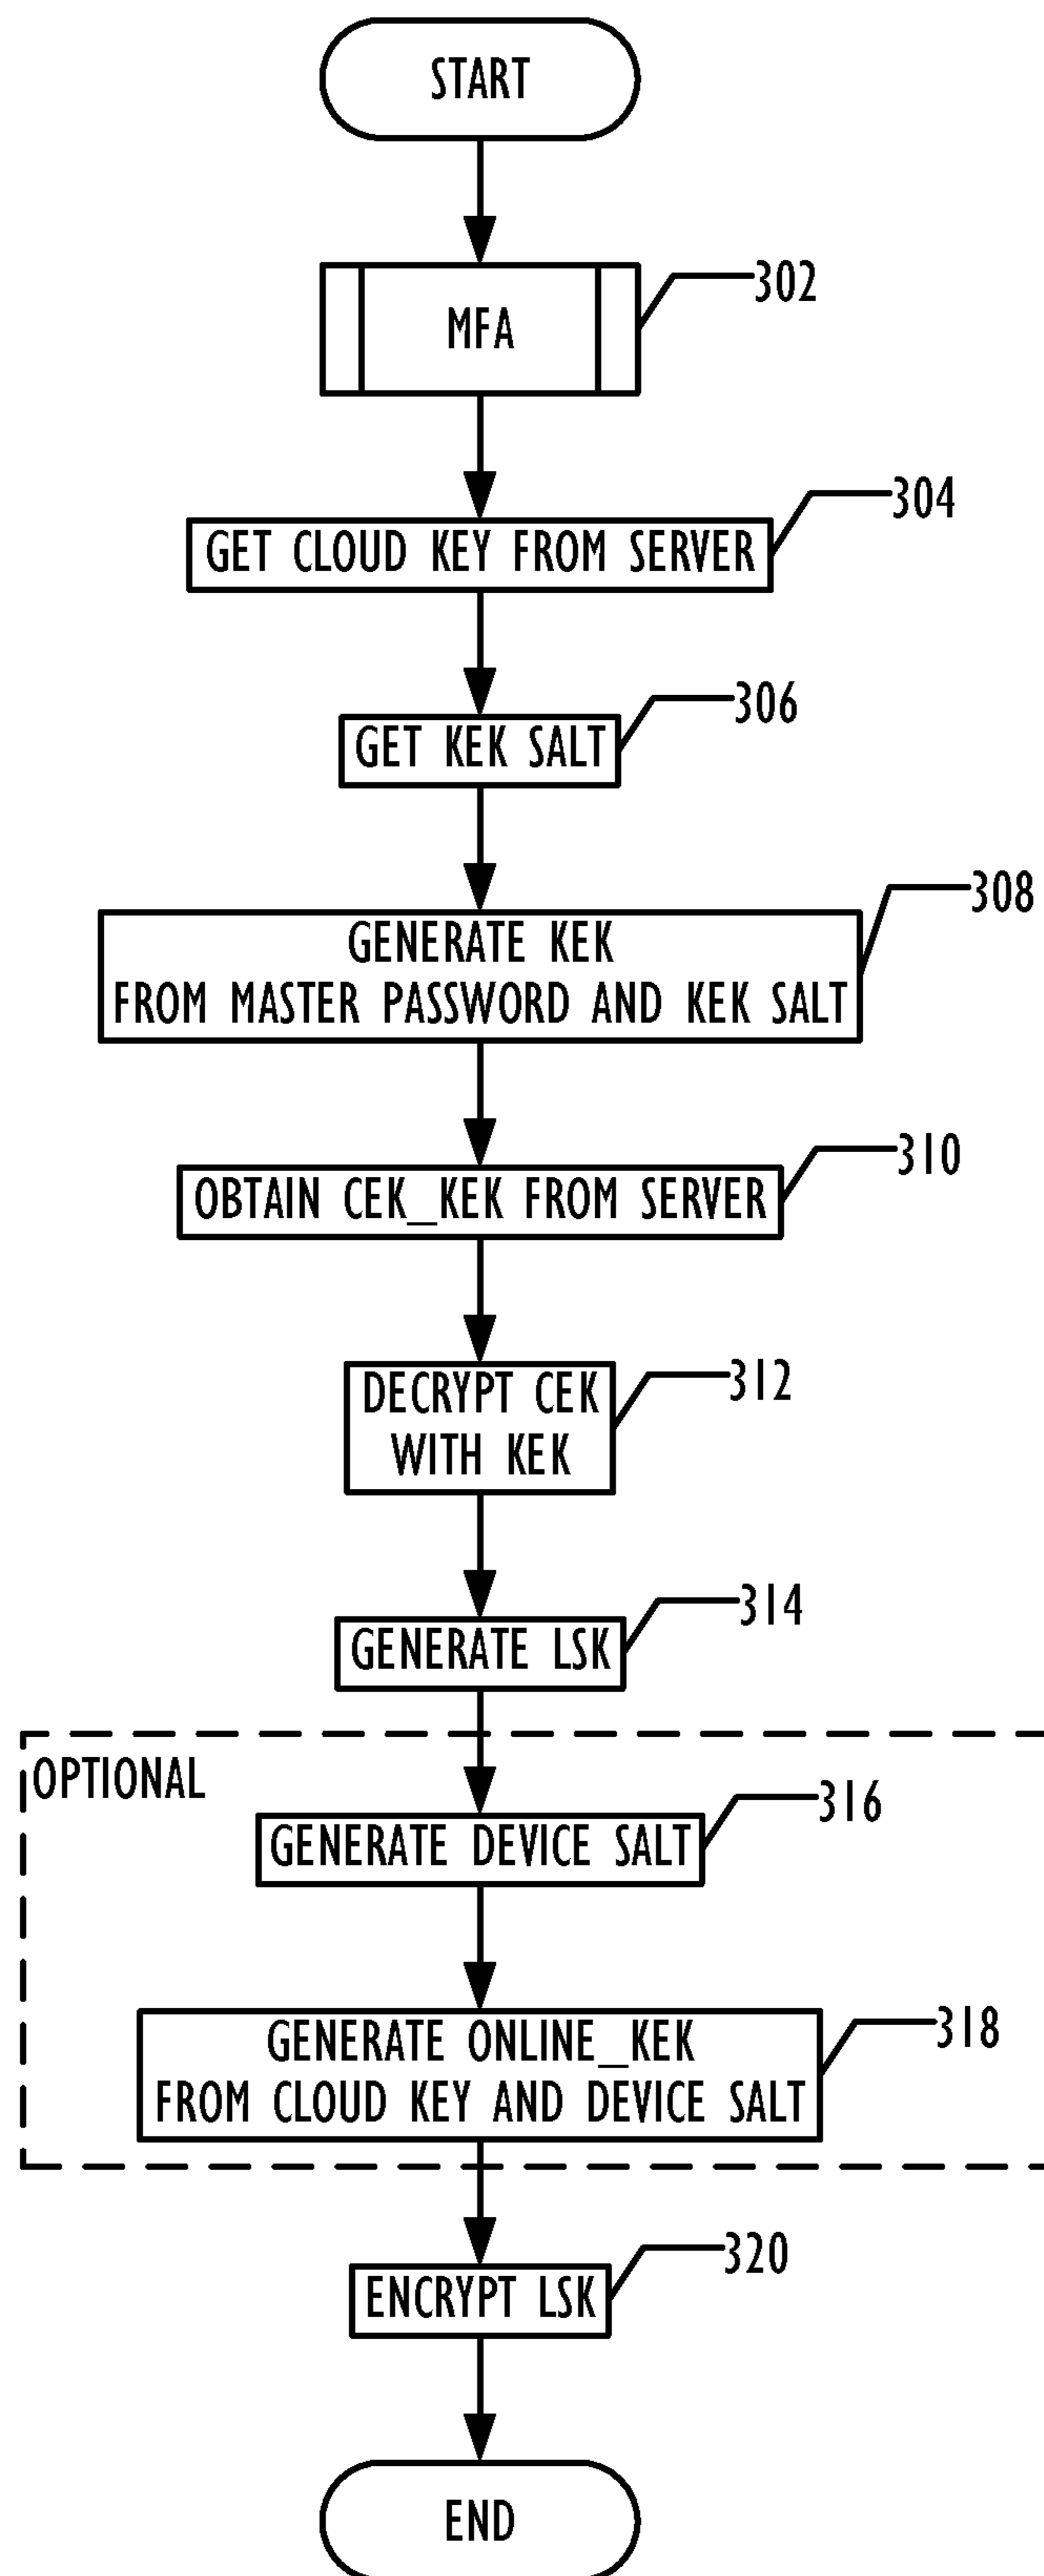 START
MFA
302
GET CLOUD KEY FROM SERVER
304
GET KEK SALT
306
GENERATE KEK
FROM MASTER PASSWORD AND KEK SALT
308
OBTAIN CEK_KEK FROM SERVER
310
DECRYPT CEK
WITH KEK
312
GENERATE LSK
314
OPTIONAL
GENERATE DEVICE SALT
316
GENERATE ONLINE_KEK
FROM CLOUD KEY AND DEVICE SALT
318
ENCRYPT LSK
320
END